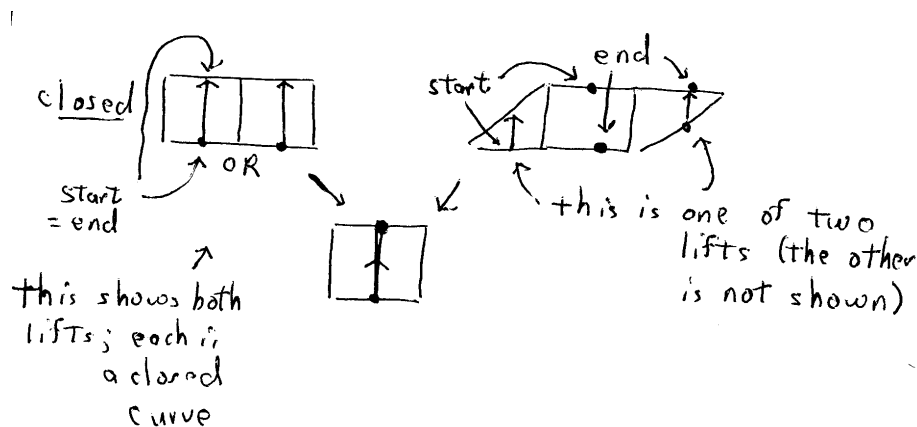 closed
start
= end
OR
this shows both
lifts; each is
a closed
curve
start
end
this is one of two
lifts (the other
is not shown)